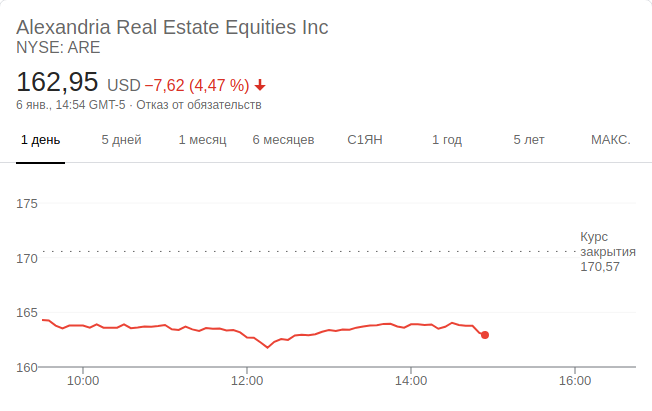 Alexandria Real Estate Equities Inc
NYSE: ARE
162,95 USD −7,62 (4,47 %)
6 янв., 14:54 GMT-5 · Отказ от обязательств
1 день 5 дней 1 месяц 6 месяцев С1ЯН 1 год 5 лет МАКС.
175
170
165
160
Курс
закрытия
170,57
10:00 12:00 14:00 16:00